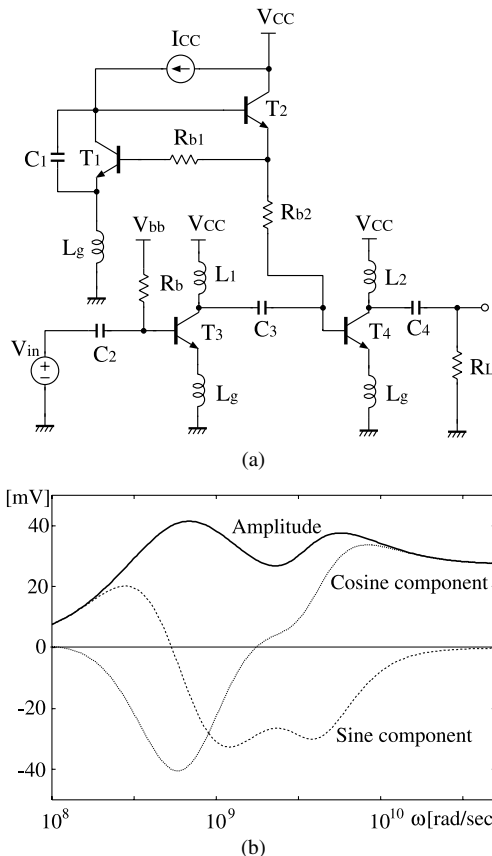 VCC
ICC
T2
C1
T1
Rb1
Rb2
Lg
Vbb
VCC
VCC
Rb
L1
L2
Vin
C2
T3
C3
T4
C4
Lg
Lg
RL
(a)
[mV]
40
20
0
-20
-40
Amplitude
Cosine component
Sine component
10^8
10^9
10^10
ω[rad/sec
(b)